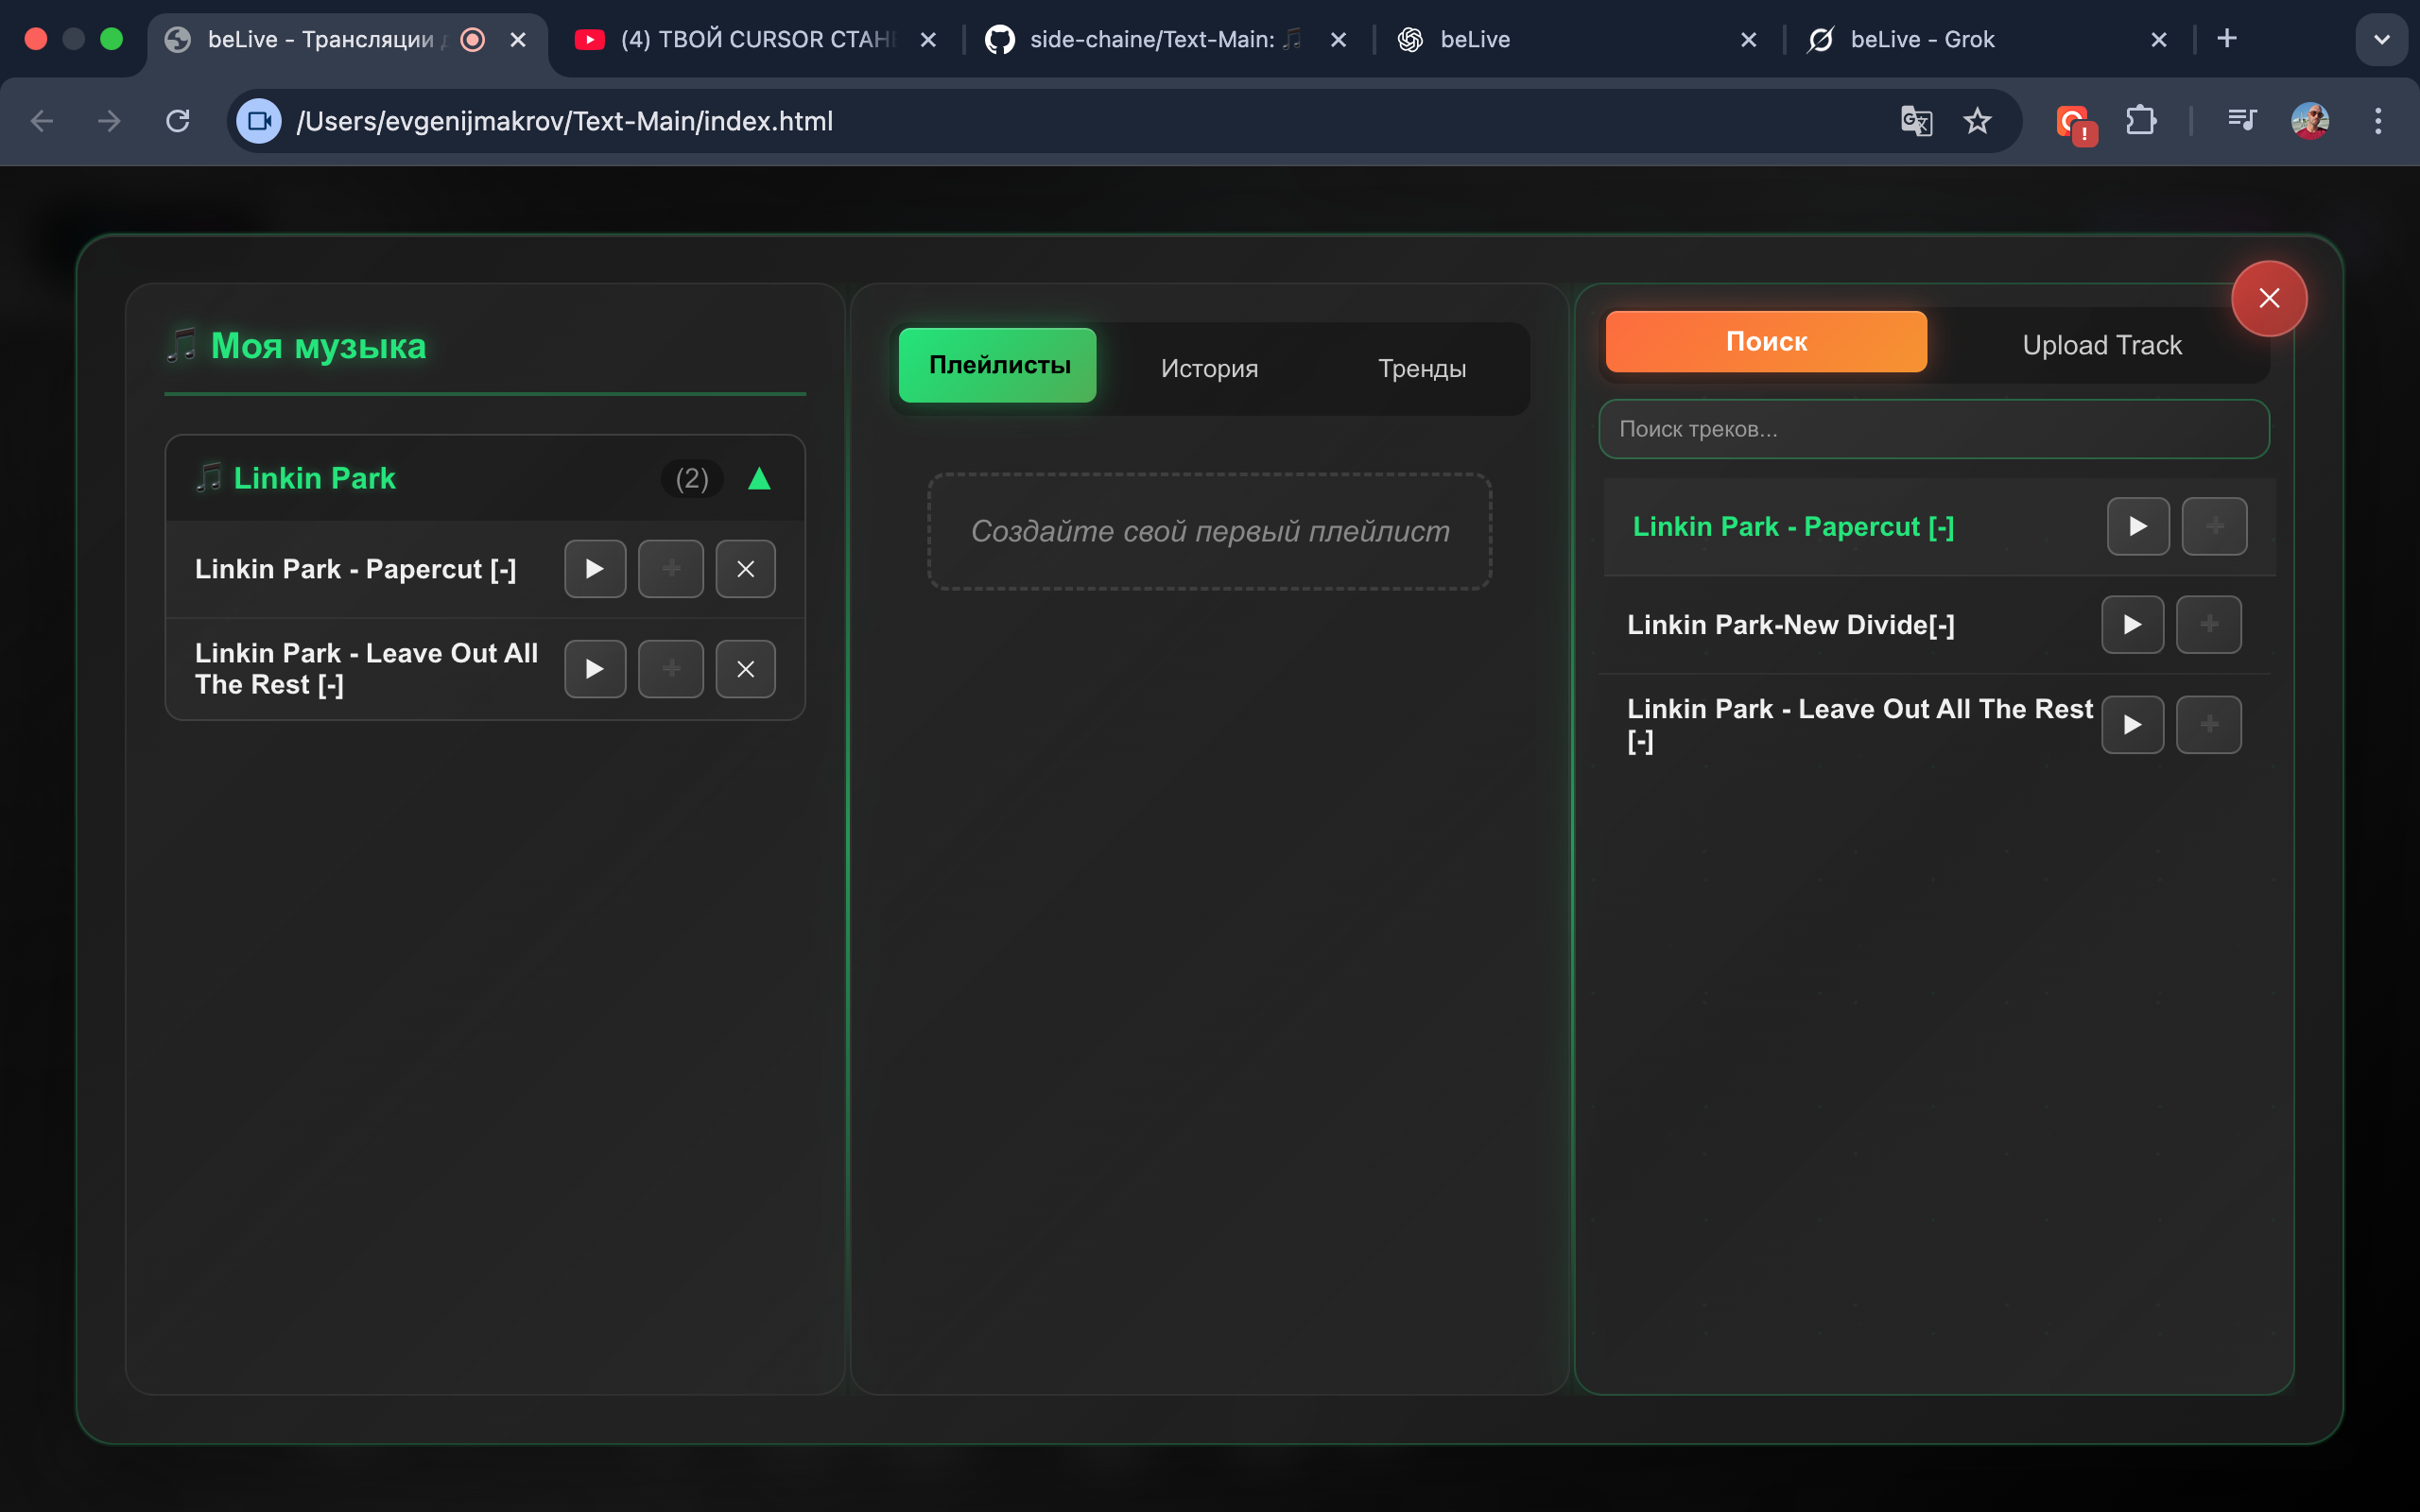 beLive - Трансляции
(4) ТВОЙ CURSOR СТАН
side-chaine/Text-Main: 🎵
beLive
beLive - Grok
/Users/evgenijmakrov/Text-Main/index.html
🎵 Моя музыка
🎵 Linkin Park (2) ▲
Linkin Park - Papercut [-]
Linkin Park - Leave Out All
The Rest [-]
Плейлисты
История
Тренды
Создайте свой первый плейлист
Поиск
Upload Track
Поиск треков...
Linkin Park - Papercut [-]
Linkin Park-New Divide[-]
Linkin Park - Leave Out All The Rest
[-]